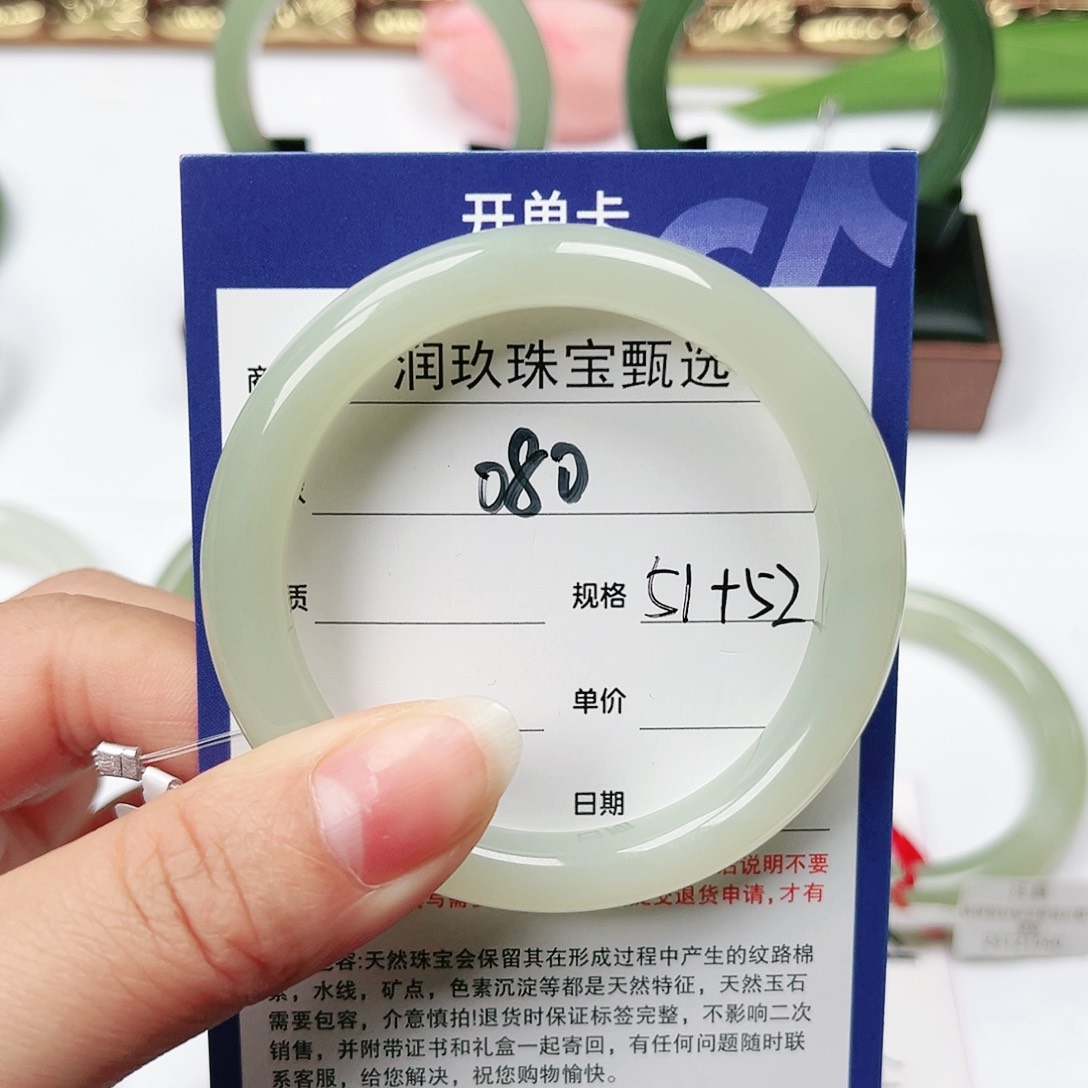 开单卡
商 润玖珠宝甄选
080
质 规格 51+52
单价
日期
说明不要
退货申请,才有
容:天然珠宝会保留其在形成过程中产生的纹路棉
絮,水线,矿点,色素沉淀等都是天然特征,天然玉石
需要包容,介意慎拍!退货时保证标签完整,不影响二次
销售,并附带证书和礼盒一起寄回,有任何问题随时联
系客服,给您解决,祝您购物愉快。